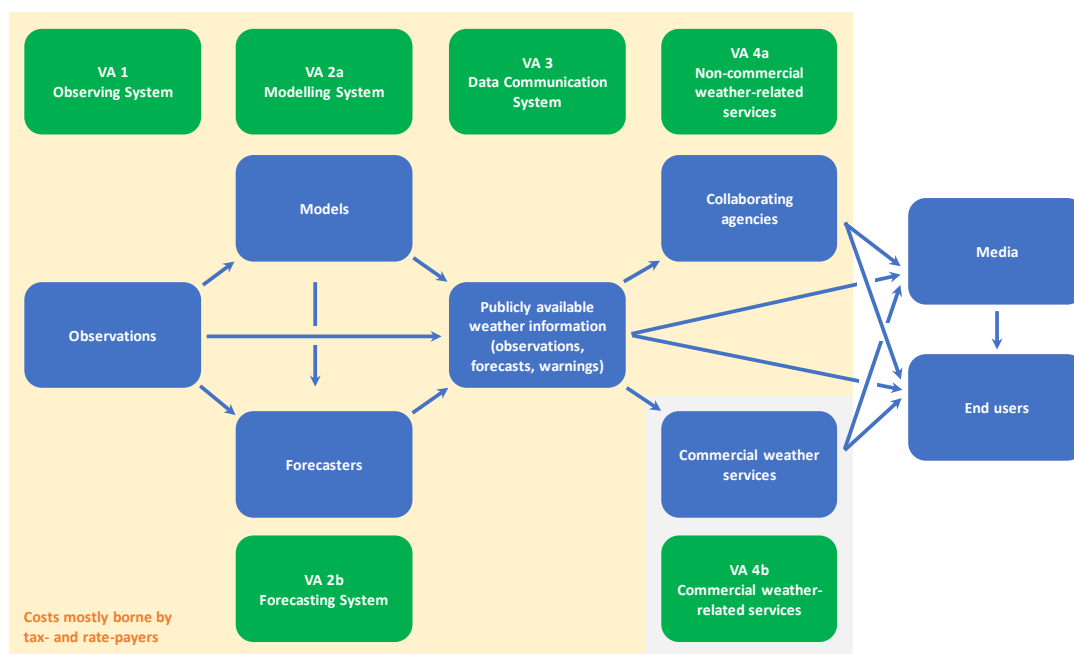 VA 1
Observing System
VA 2a
Modelling System
VA 3
Data Communication
System
VA 4a
Non-commercial
weather-related
services
Models
Collaborating
agencies
Media
Observations
Publicly available
weather information
(observations,
forecasts, warnings)
End users
Forecasters
Commercial weather
services
VA 2b
Forecasting System
VA 4b
Commercial weather-
related services
Costs mostly borne by
tax- and rate-payers